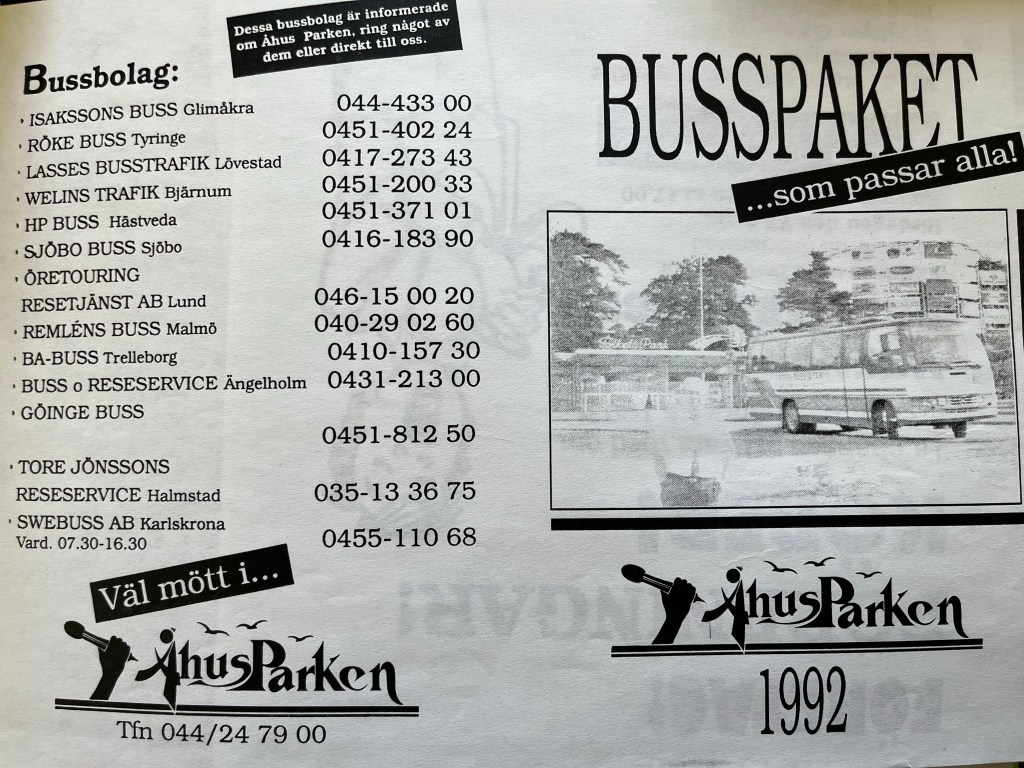 Dessa bussbolag är informerade
om Åhus Parken, ring något av
dem eller direkt till oss.
Bussbolag:
· ISAKSSONS BUSS Glimåkra 044-433 00
· RÖKE BUSS Tyringe 0451-402 24
· LASSES BUSSTRAFIK Lövestad 0417-273 43
· WELINS TRAFIK Bjärnum 0451-200 33
· HP BUSS Hästveda 0451-371 01
· SJÖBO BUSS Sjöbo 0416-183 90
· ÖRETOURING
RESETJÄNST AB Lund 046-15 00 20
· REMLÉNS BUSS Malmö 040-29 02 60
· BA-BUSS Trelleborg 0410-157 30
· BUSS o RESESERVICE Ängelholm 0431-213 00
· GÖINGE BUSS
0451-812 50
· TORE JÖNSSONS
RESESERVICE Halmstad 035-13 36 75
· SWEBUSS AB Karlskrona
Vard. 07.30-16.30 0455-110 68
Väl mött i...
ÅhusParken
Tfn 044/24 79 00
BUSSPAKET
...som passar alla!
ÅhusParken
1992